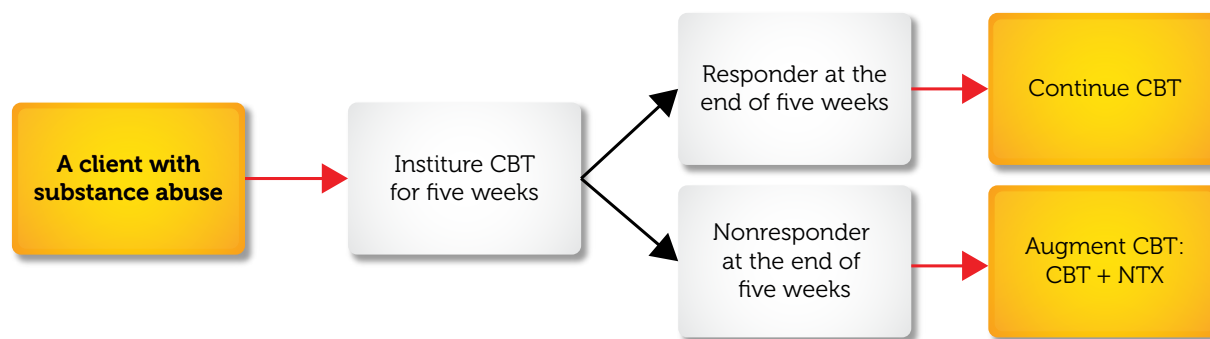 A client with
substance abuse
Institure CBT
for five weeks
Responder at the
end of five weeks
Continue CBT
Nonresponder
at the end of
five weeks
Augment CBT:
CBT + NTX